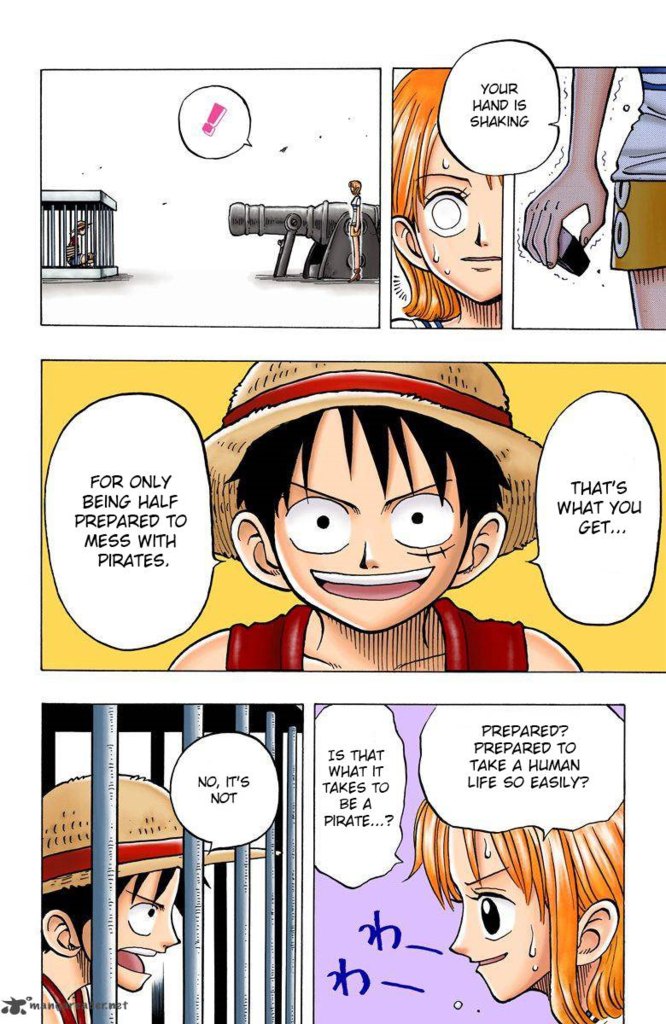 YOUR
HAND IS
SHAKING
!
THAT'S
WHAT YOU
GET...
FOR ONLY
BEING HALF
PREPARED TO
MESS WITH
PIRATES.
PREPARED?
PREPARED TO
TAKE A HUMAN
LIFE SO EASILY?
IS THAT
WHAT IT
TAKES TO
BE A
PIRATE...?
わー
わー
NO, IT'S
NOT
mangareader.net